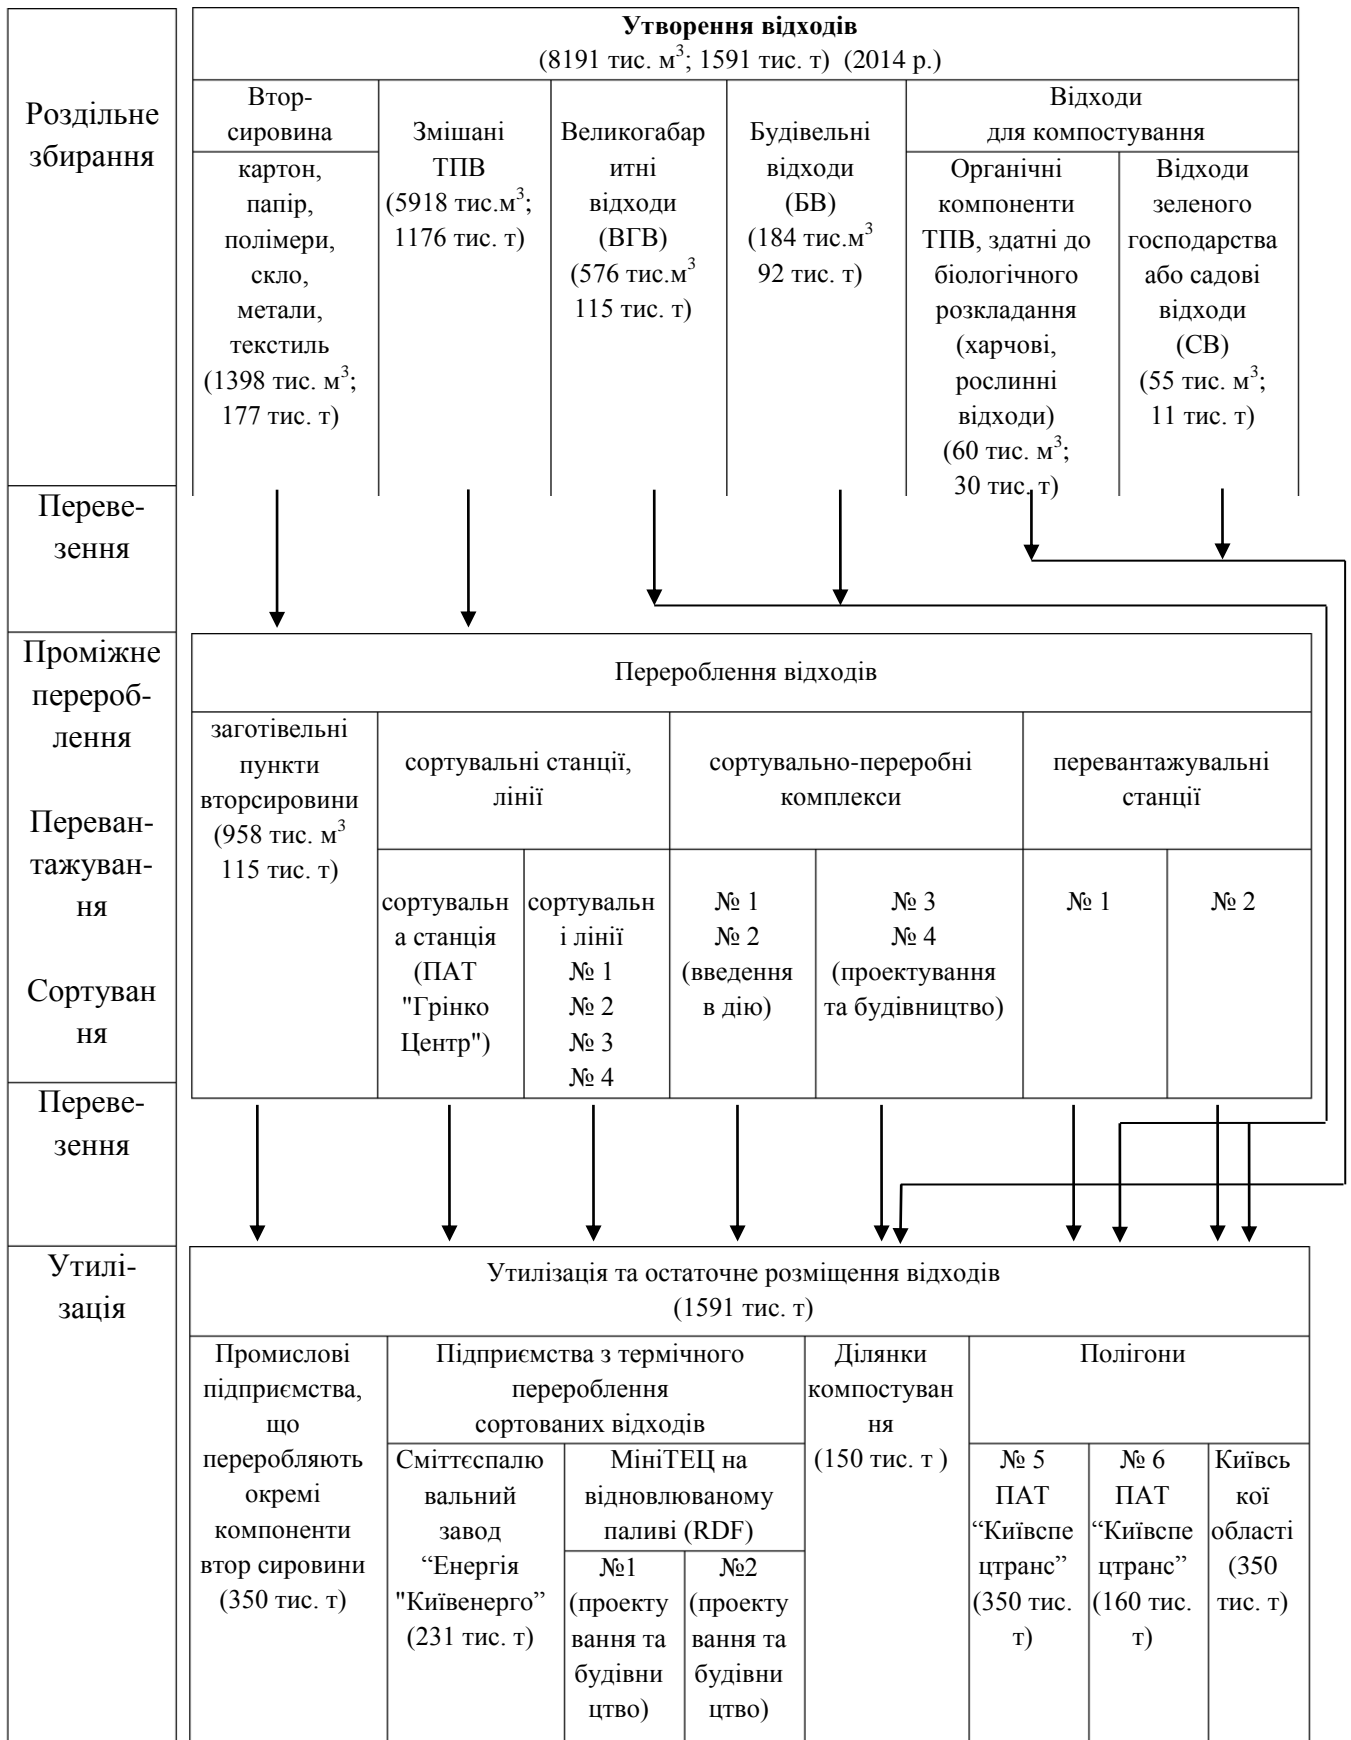 Роздільне
збирання
Утворення відходів
(8191 тис. м³; 1591 тис. т) (2014 р.)
Втор-
сировина
картон,
папір,
полімери,
скло,
метали,
текстиль
(1398 тис. м³;
177 тис. т)
Змішані
ТПВ
(5918 тис.м³;
1176 тис. т)
Великогабар
итні
відходи
(ВГВ)
(576 тис.м³
115 тис. т)
Будівельні
відходи
(БВ)
(184 тис.м³
92 тис. т)
Відходи
для компостування
Органічні
компоненти
ТПВ, здатні до
біологічного
розкладання
(харчові,
рослинні
відходи)
(60 тис. м³;
30 тис. т)
Відходи
зеленого
господарства
або садові
відходи
(СВ)
(55 тис. м³;
11 тис. т)
Переве-
зення
Проміжне
перероб-
лення
Переван-
тажуван-
ня
Сортуван
ня
Перероблення відходів
заготівельні
пункти
вторсировини
(958 тис. м³
115 тис. т)
сортувальні станції,
лінії
сортувальн
а станція
(ПАТ
"Грінко
Центр")
сортувальн
і лінії
№ 1
№ 2
№ 3
№ 4
сортувально-переробні
комплекси
№ 1
№ 2
(введення
в дію)
№ 3
№ 4
(проектування
та будівництво)
перевантажувальні
станції
№ 1
№ 2
Переве-
зення
Утилі-
зація
Утилізація та остаточне розміщення відходів
(1591 тис. т)
Промислові
підприємства,
що
переробляють
окремі
компоненти
втор сировини
(350 тис. т)
Підприємства з термічного
перероблення
сортованих відходів
Сміттєспалю
вальний
завод
“Енергія
"Київенерго”
(231 тис. т)
МініТЕЦ на
відновлюваному
паливі (RDF)
№1
(проекту
вання та
будівни
цтво)
№2
(проекту
вання та
будівни
цтво)
Ділянки
компостуван
ня
(150 тис. т )
Полігони
№ 5
ПАТ
“Київспе
цтранс”
(350 тис.
т)
№ 6
ПАТ
“Київспе
цтранс”
(160 тис.
т)
Київсь
кої
області
(350
тис. т)